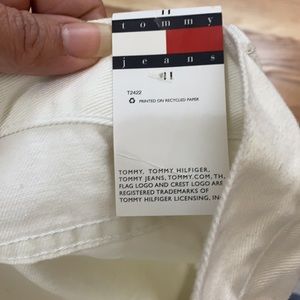 tommy
jeans
T2422
PRINTED ON RECYCLED PAPER
TOMMY, TOMMY HILFIGER,
TOMMY JEANS, TOMMY.COM, TH,
FLAG LOGO AND CREST LOGO ARE
REGISTERED TRADEMARKS OF
TOMMY HILFIGER LICENSING, IN